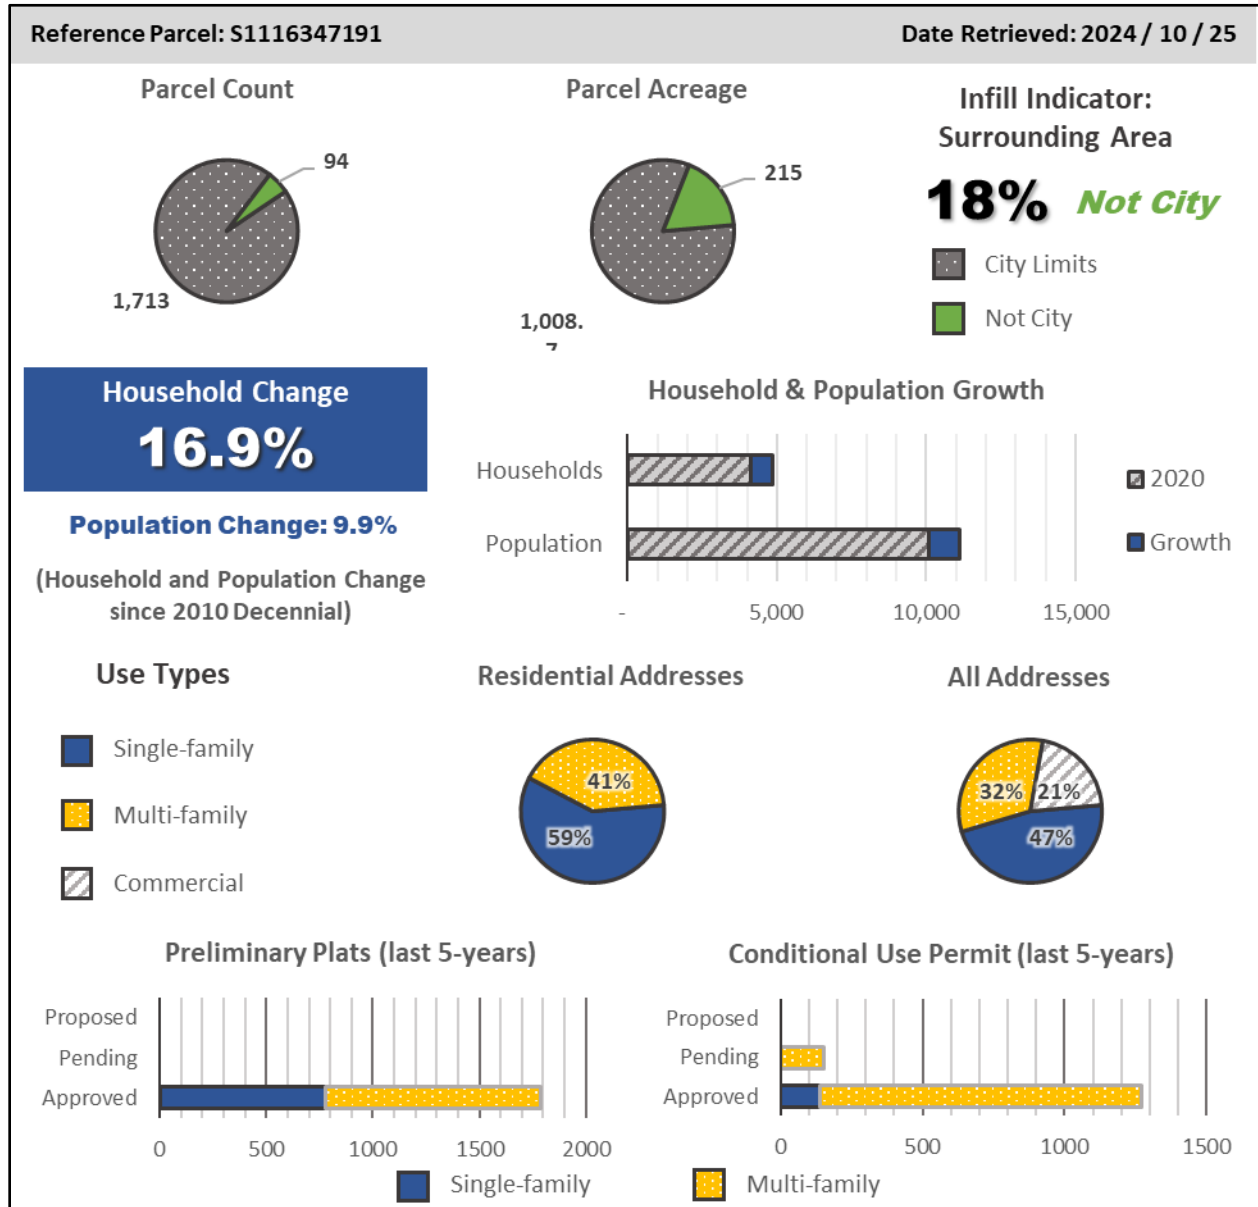 Reference Parcel: S1116347191
Date Retrieved: 2024 / 10 / 25
Parcel Count
94
1,713
Parcel Acreage
215
1,008.
7
Infill Indicator:
Surrounding Area
18% Not City
City Limits
Not City
Household Change
16.9%
Population Change: 9.9%
(Household and Population Change
since 2010 Decennial)
Household & Population Growth
Households
Population
- 5,000 10,000 15,000
2020
Growth
Use Types
Single-family
Multi-family
Commercial
Residential Addresses
41%
59%
All Addresses
32% 21%
47%
Preliminary Plats (last 5-years)
Proposed
Pending
Approved
0 500 1000 1500 2000
Conditional Use Permit (last 5-years)
Proposed
Pending
Approved
0 500 1000 1500
Single-family
Multi-family